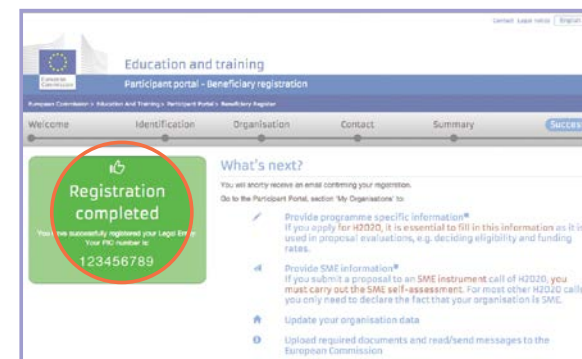 Contact Legal notice English
European
Commission
Education and training
Participant portal - Beneficiary registration
European Commission > Education And Training > Participant Portal > Beneficiary Register
Welcome Identification Organisation Contact Summary Success
Registration
completed
You have successfully registered your Legal Entity
Your PIC number is:
123456789
What's next?
You will shortly receive an email confirming your registration.
Go to the Participant Portal, section 'My Organisations' to:
Provide programme specific information
If you apply for H2020, it is essential to fill in this information as it is
used in proposal evaluations, e.g. deciding eligibility and funding
rates.
Provide SME information
If you submit a proposal to an SME instrument call of H2020, you
must carry out the SME self-assessment. For most other H2020 calls
you only need to declare the fact that your organisation is SME.
Update your organisation data
Upload required documents and read/send messages to the
European Commission